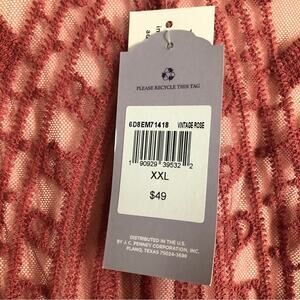 PLEASE RECYCLE THIS TAG
6D8EM71418 VINTAGE ROSE
1 90929 39532 2
XXL
$49
DISTRIBUTED IN THE U.S.
BY J. C. PENNEY CORPORATION, INC.
PLANO, TEXAS 75024-3698